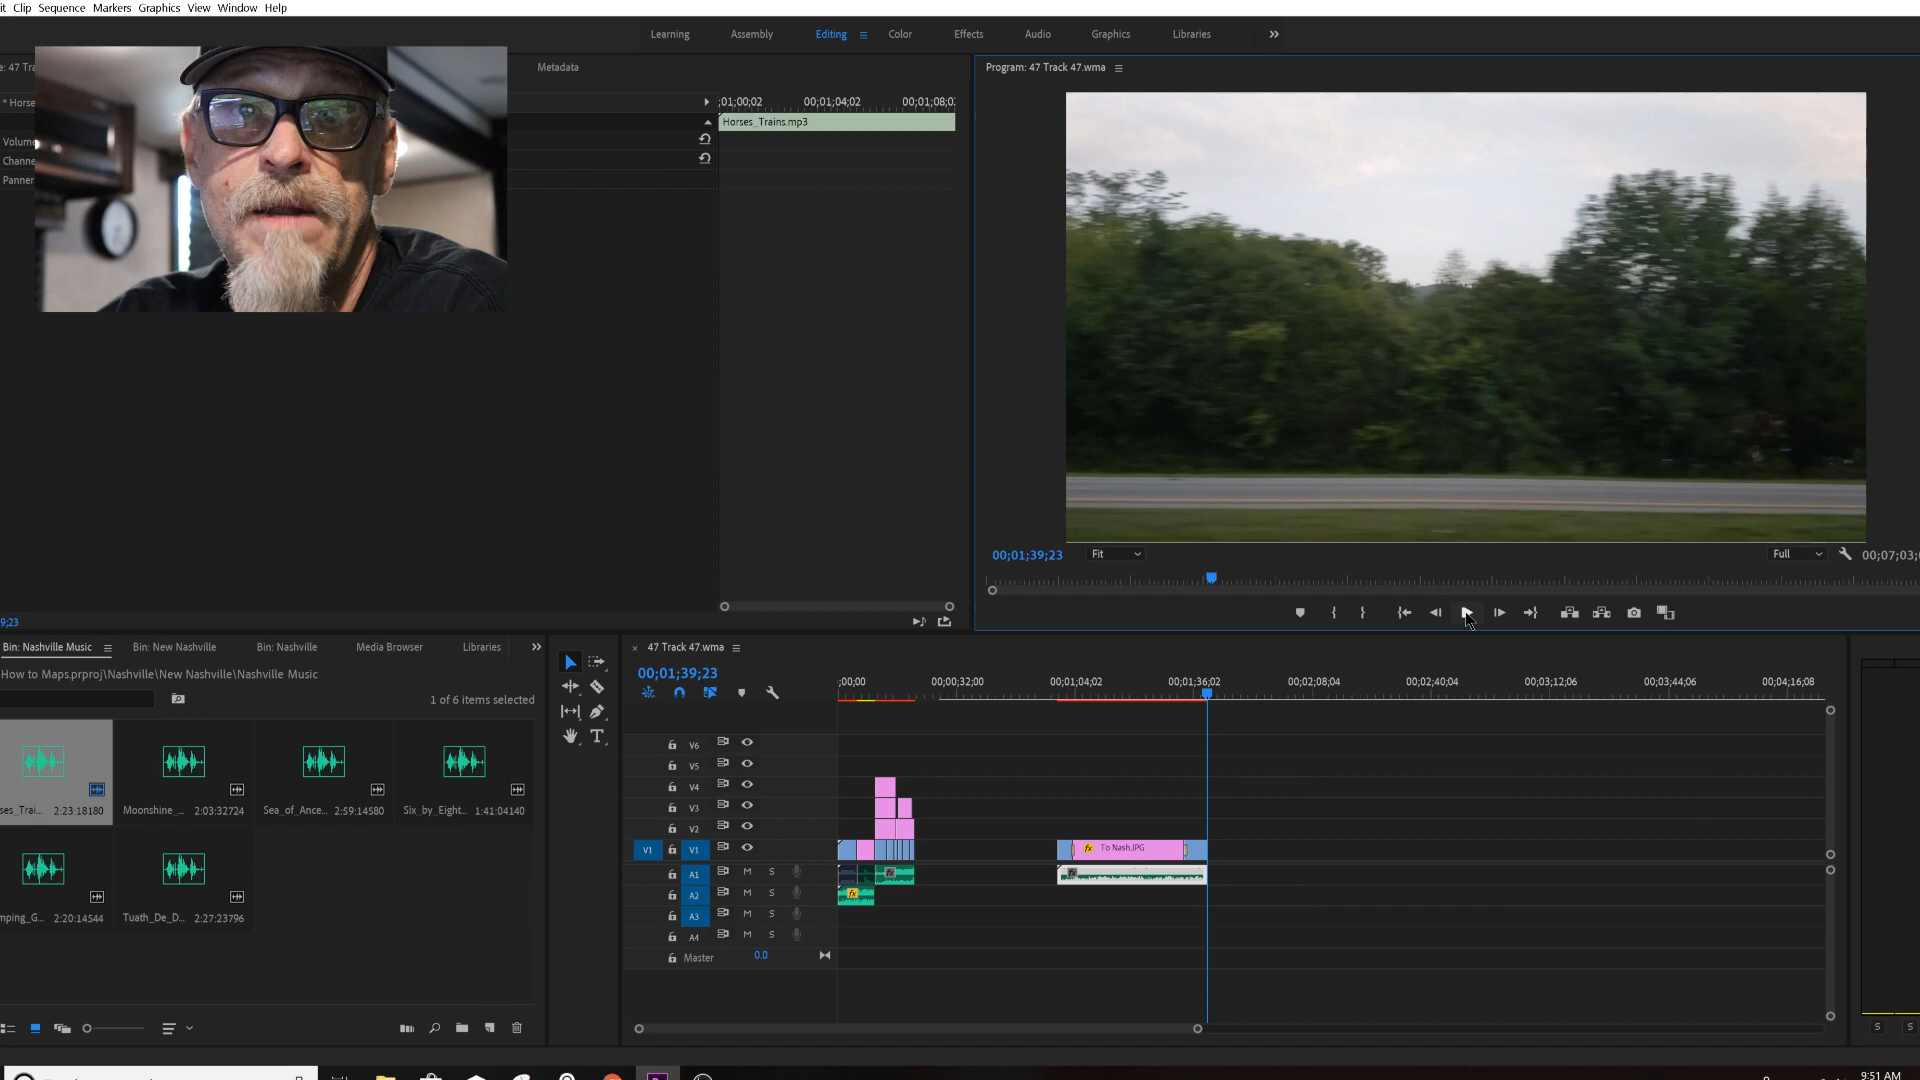 it Clip Sequence Markers Graphics View Window Help
Learning Assembly Editing Color Effects Audio Graphics Libraries
e: 47 Tra
Metadata
Program: 47 Track 47.wma
* Horse
;01;00;02 00;01;04;02 00;01;08;0
Horses_Trains.mp3
Volume
Channe
Panner
00;01;39;23
Fit
Full
00;07;03;
9;23
Bin: Nashville Music Bin: New Nashville Bin: Nashville Media Browser Libraries
How to Maps.prproj\Nashville\New Nashville\Nashville Music
1 of 6 items selected
ses_Trai... 2:23:18180
Moonshine_... 2:03:32724
Sea_of_Ance... 2:59:14580
Six_by_Eight... 1:41:04140
mping_G... 2:20:14544
Tuath_De_D... 2:27:23796
× 47 Track 47.wma
00;01;39;23
;00;00 00;00;32;00 00;01;04;02 00;01;36;02 00;02;08;04 00;02;40;04 00;03;12;06 00;03;44;06 00;04;16;08
V6
V5
V4
V3
V2
V1 V1
fx To Nash.JPG
A1 M S fx fx
A2 M S fx
A3 M S
A4 M S
Master 0.0
S S
9:51 AM